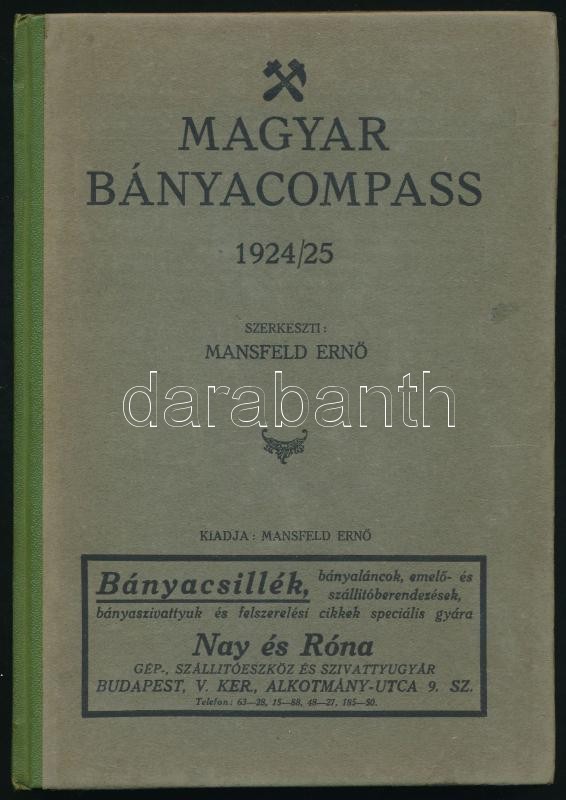 MAGYAR
BÁNYACOMPASS
1924/25
SZERKESZTI:
MANSFELD ERNŐ
darabanth
KIADJA: MANSFELD ERNŐ
Bányacsillék, bányaláncok, emelő- és
szállitóberendezések,
bányaszivattyuk és felszerelési cikkek speciális gyára
Nay és Róna
GÉP-, SZÁLLITÓESZKÖZ ÉS SZIVATTYUGYÁR
BUDAPEST, V. KER., ALKOTMÁNY-UTCA 9. SZ.
Telefon: 63—28, 15—88, 48—27, 185—50.